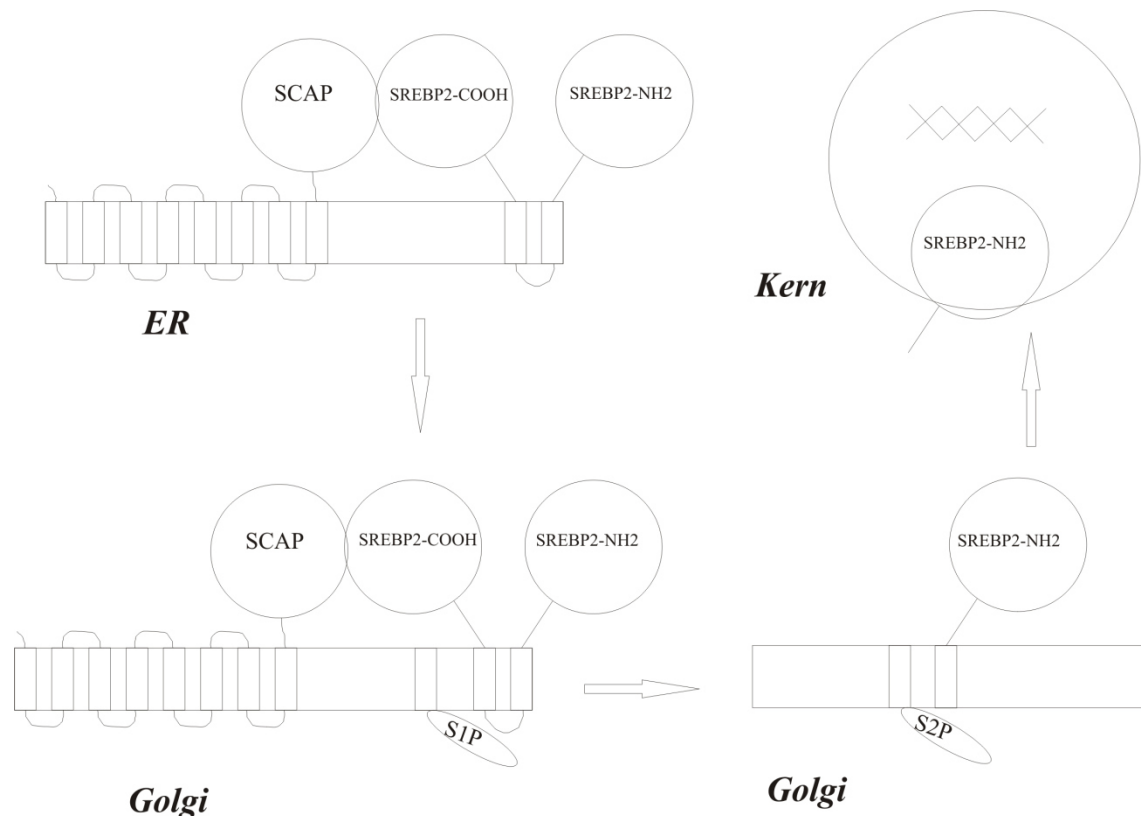 SCAP
SREBP2-COOH
SREBP2-NH2
ER
SREBP2-NH2
Kern
SCAP
SREBP2-COOH
SREBP2-NH2
S1P
Golgi
SREBP2-NH2
S2P
Golgi